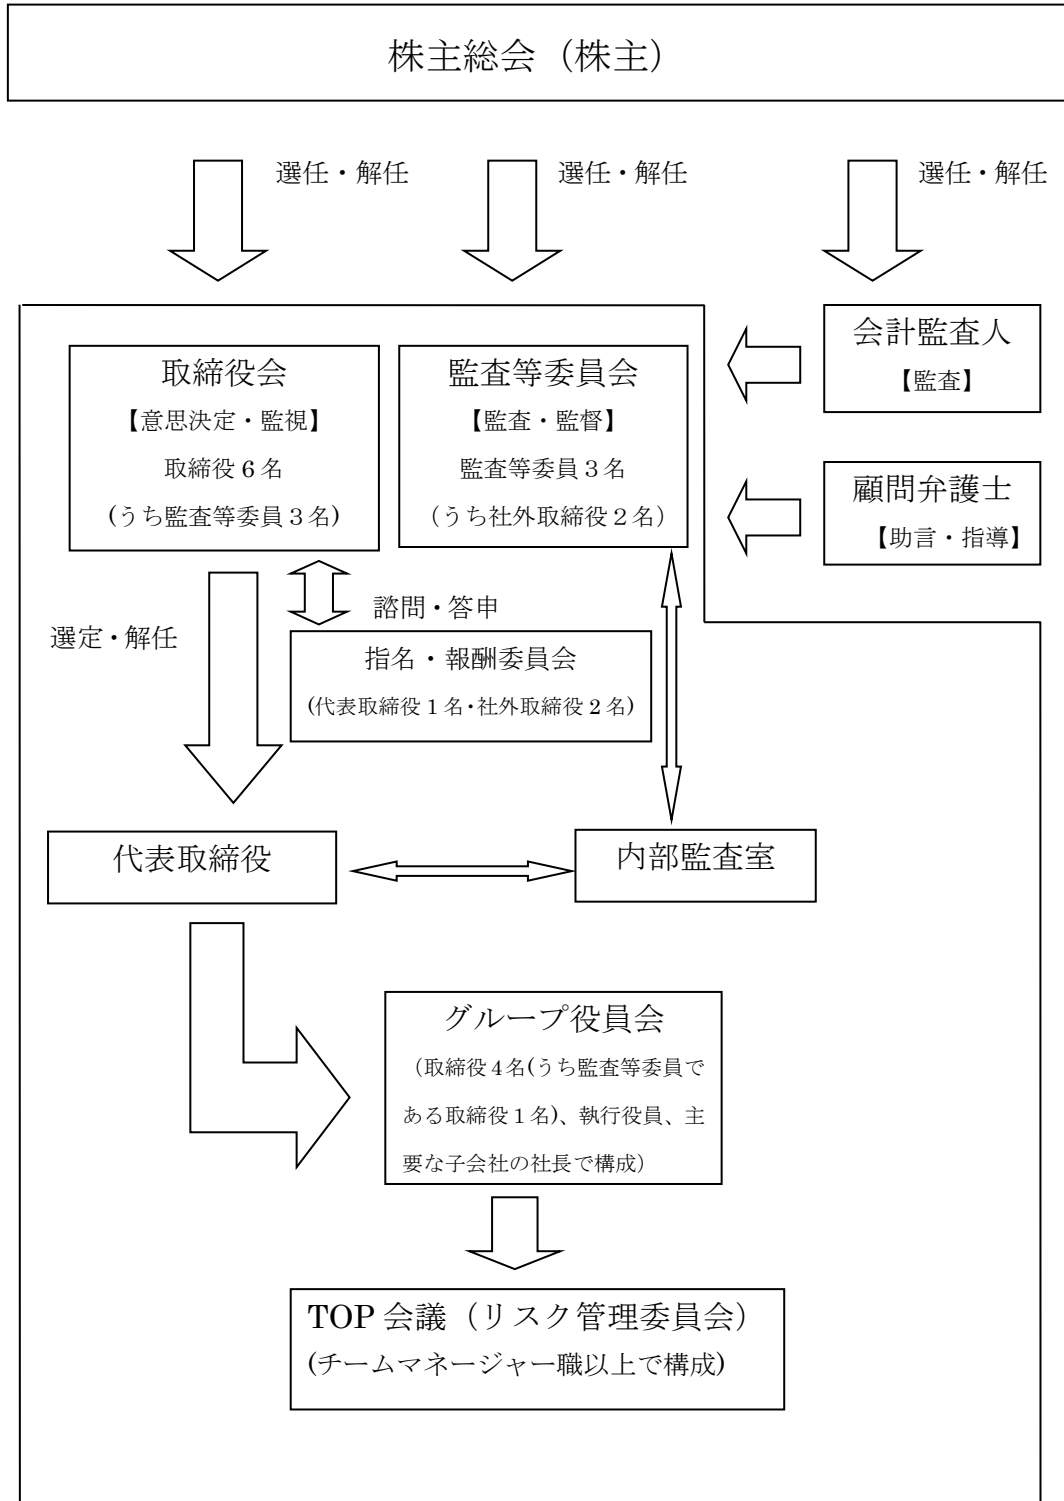 株主総会（株主）
選任・解任
選任・解任
選任・解任
取締役会
【意思決定・監視】
取締役 6 名
(うち監査等委員３名)
監査等委員会
【監査・監督】
監査等委員３名
（うち社外取締役２名）
会計監査人
【監査】
顧問弁護士
【助言・指導】
選定・解任
諮問・答申
指名・報酬委員会
(代表取締役１名・社外取締役２名)
代表取締役
内部監査室
グループ役員会
（取締役 4 名(うち監査等委員で
ある取締役１名)、執行役員、主
要な子会社の社長で構成）
TOP 会議（リスク管理委員会）
(チームマネージャー職以上で構成)